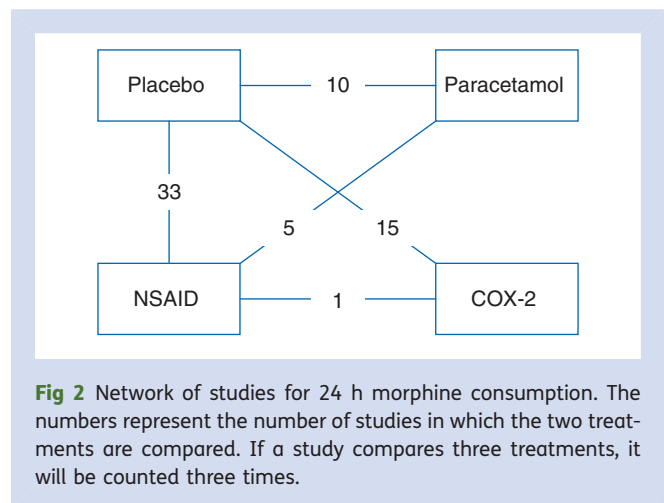 Placebo 10 Paracetamol
33
5 15
NSAID 1 COX-2
Fig 2 Network of studies for 24 h morphine consumption. The
numbers represent the number of studies in which the two treat-
ments are compared. If a study compares three treatments, it
will be counted three times.